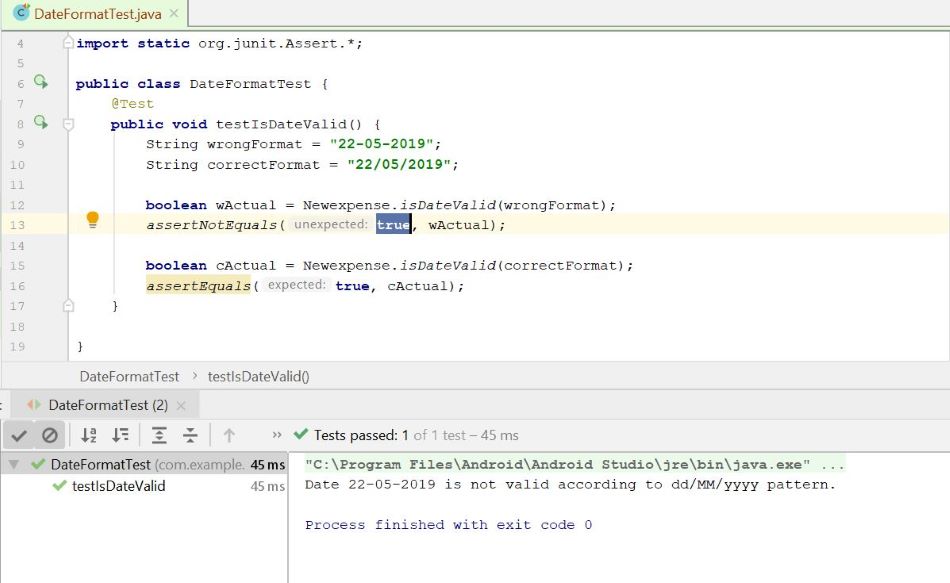 DateFormatTest.java
4 import static org.junit.Assert.*;
5
6 public class DateFormatTest {
7 @Test
8 public void testIsDateValid() {
9 String wrongFormat = "22-05-2019";
10 String correctFormat = "22/05/2019";
11
12 boolean wActual = Newexpense.isDateValid(wrongFormat);
13 assertNotEquals( unexpected: true, wActual);
14
15 boolean cActual = Newexpense.isDateValid(correctFormat);
16 assertEquals( expected: true, cActual);
17 }
18
19 }
DateFormatTest › testIsDateValid()
: DateFormatTest (2)
» Tests passed: 1 of 1 test – 45 ms
DateFormatTest (com.example. 45 ms
testIsDateValid 45 ms
"C:\Program Files\Android\Android Studio\jre\bin\java.exe" ...
Date 22-05-2019 is not valid according to dd/MM/yyyy pattern.
Process finished with exit code 0